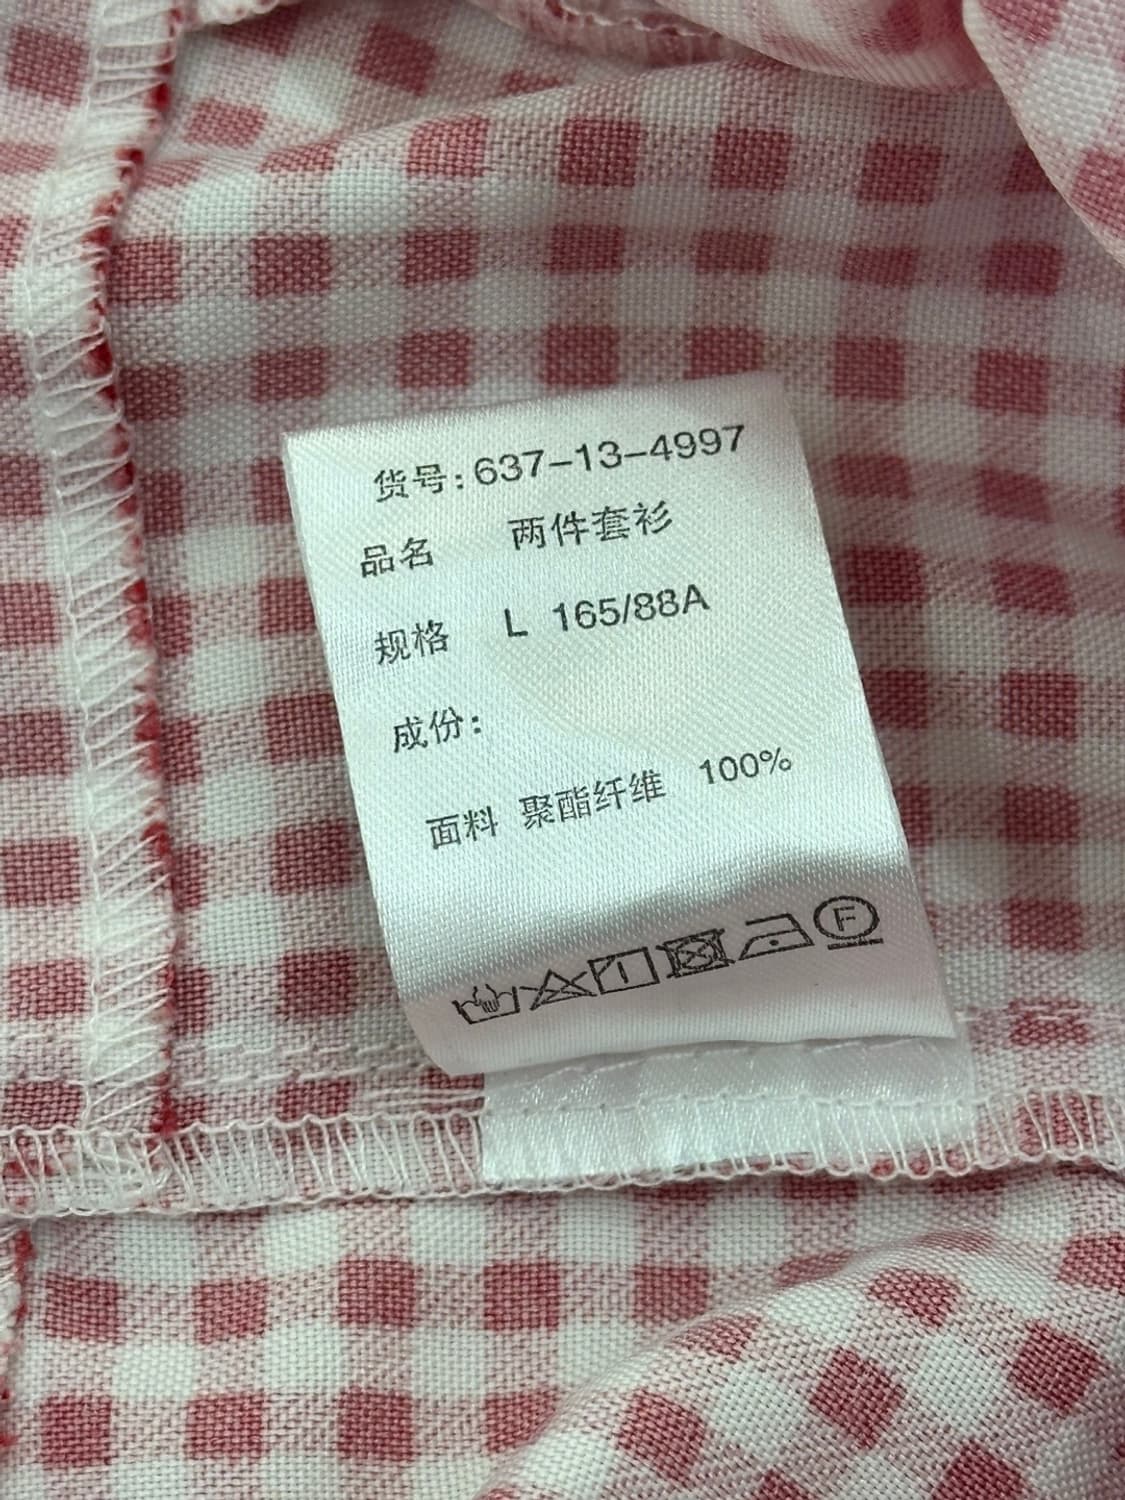 货号:637-13-4997
品名 两件套衫
规格 L 165/88A
成份:
面料 聚酯纤维 100%
F